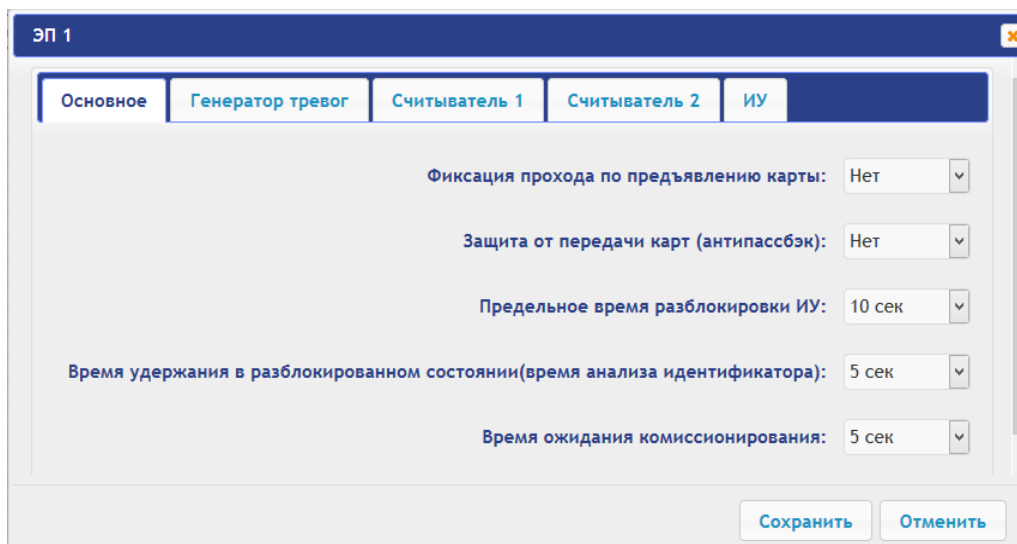 ЭП 1
Основное Генератор тревог Считыватель 1 Считыватель 2 ИУ
Фиксация прохода по предъявлению карты: Нет
Защита от передачи карт (антипассбэк): Нет
Предельное время разблокировки ИУ: 10 сек
Время удержания в разблокированном состоянии(время анализа идентификатора): 5 сек
Время ожидания комиссионирования: 5 сек
Сохранить Отменить